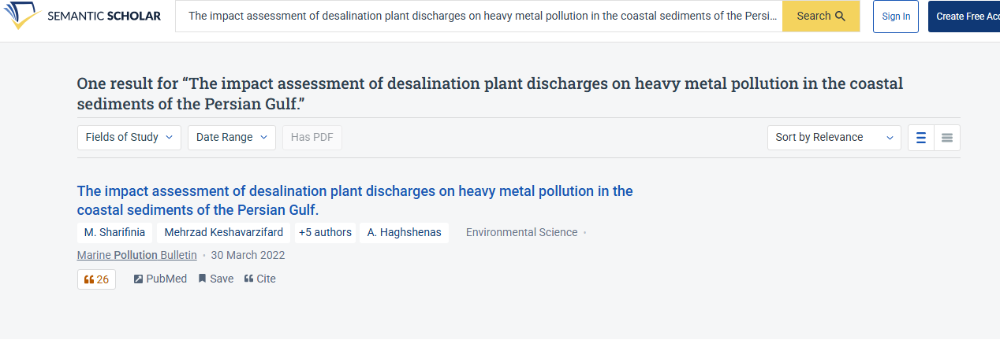 SEMANTIC SCHOLAR
The impact assessment of desalination plant discharges on heavy metal pollution in the coastal sediments of the Persi...
Search
Sign In
Create Free Acc
One result for “The impact assessment of desalination plant discharges on heavy metal pollution in the coastal
sediments of the Persian Gulf.”
Fields of Study
Date Range
Has PDF
Sort by Relevance
The impact assessment of desalination plant discharges on heavy metal pollution in the
coastal sediments of the Persian Gulf.
M. Sharifinia Mehrzad Keshavarzifard +5 authors A. Haghshenas Environmental Science •
Marine Pollution Bulletin • 30 March 2022
26 PubMed Save Cite